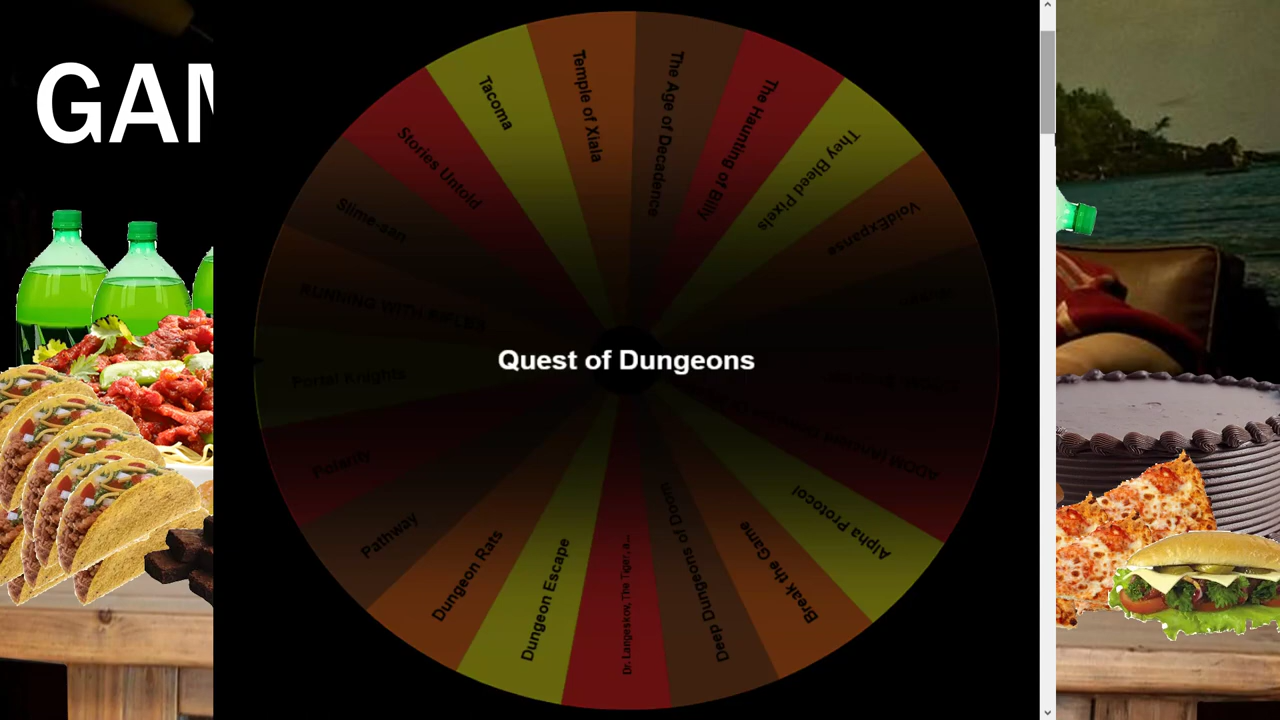 GAM
Tacoma
Temple of Xiala
The Age of Decadence
The Haunting of Billy
They Bleed Pixels
VoidExpanse
Stories Untold
Slime-san
RUNNING WITH RIFLES
Quest of Dungeons
Portal Knights
Polarity
Pathway
Dungeon Rats
Dungeon Escape
Dr. Langeskov, The Tiger, a...
Deep Dungeons of Doom
Break the Game
Alpha Protocol
ADOM (Ancient